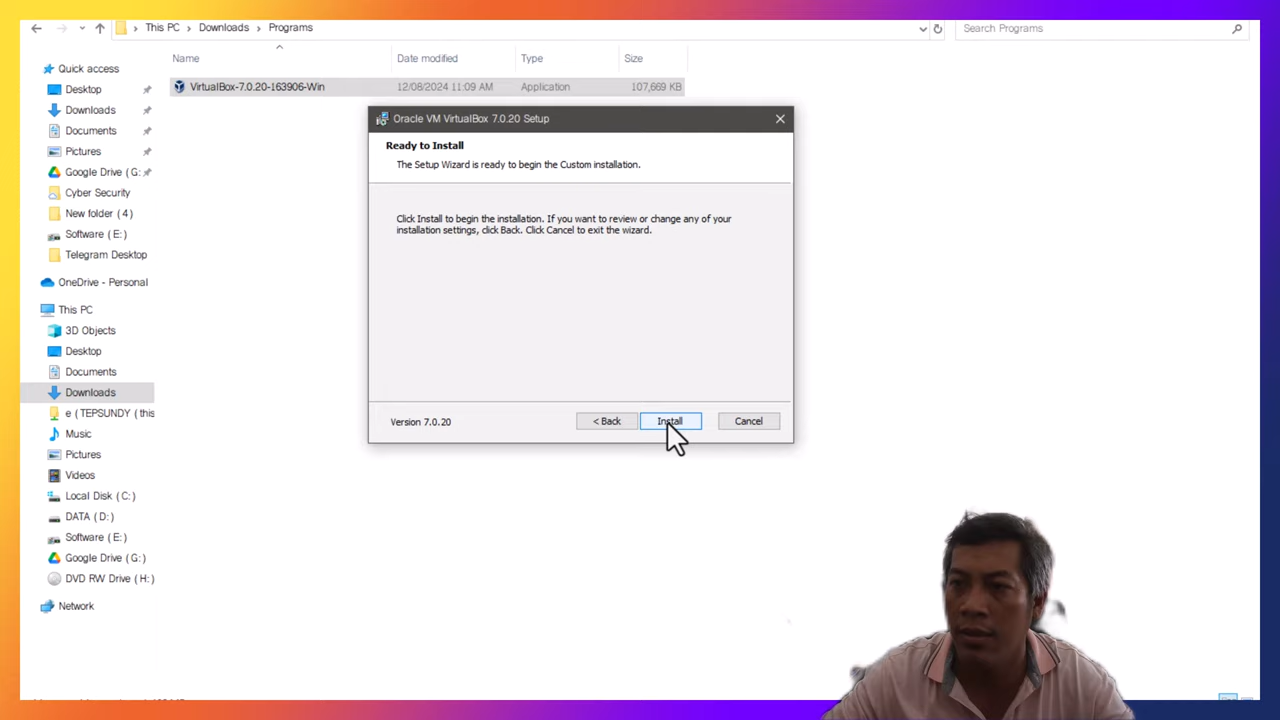 This PC > Downloads > Programs
Search Programs
Name
Date modified
Type
Size
VirtualBox-7.0.20-163906-Win
12/08/2024 11:09 AM
Application
107,669 KB
Quick access
Desktop
Downloads
Documents
Pictures
Google Drive (G:
Cyber Security
New folder (4)
Software (E:)
Telegram Desktop
OneDrive - Personal
This PC
3D Objects
Desktop
Documents
Downloads
e (TEPSUNDY (this
Music
Pictures
Videos
Local Disk (C:)
DATA (D:)
Software (E:)
Google Drive (G:)
DVD RW Drive (H:)
Network
Oracle VM VirtualBox 7.0.20 Setup
Ready to Install
The Setup Wizard is ready to begin the Custom installation.
Click Install to begin the installation. If you want to review or change any of your
installation settings, click Back. Click Cancel to exit the wizard.
Version 7.0.20
< Back
Install
Cancel